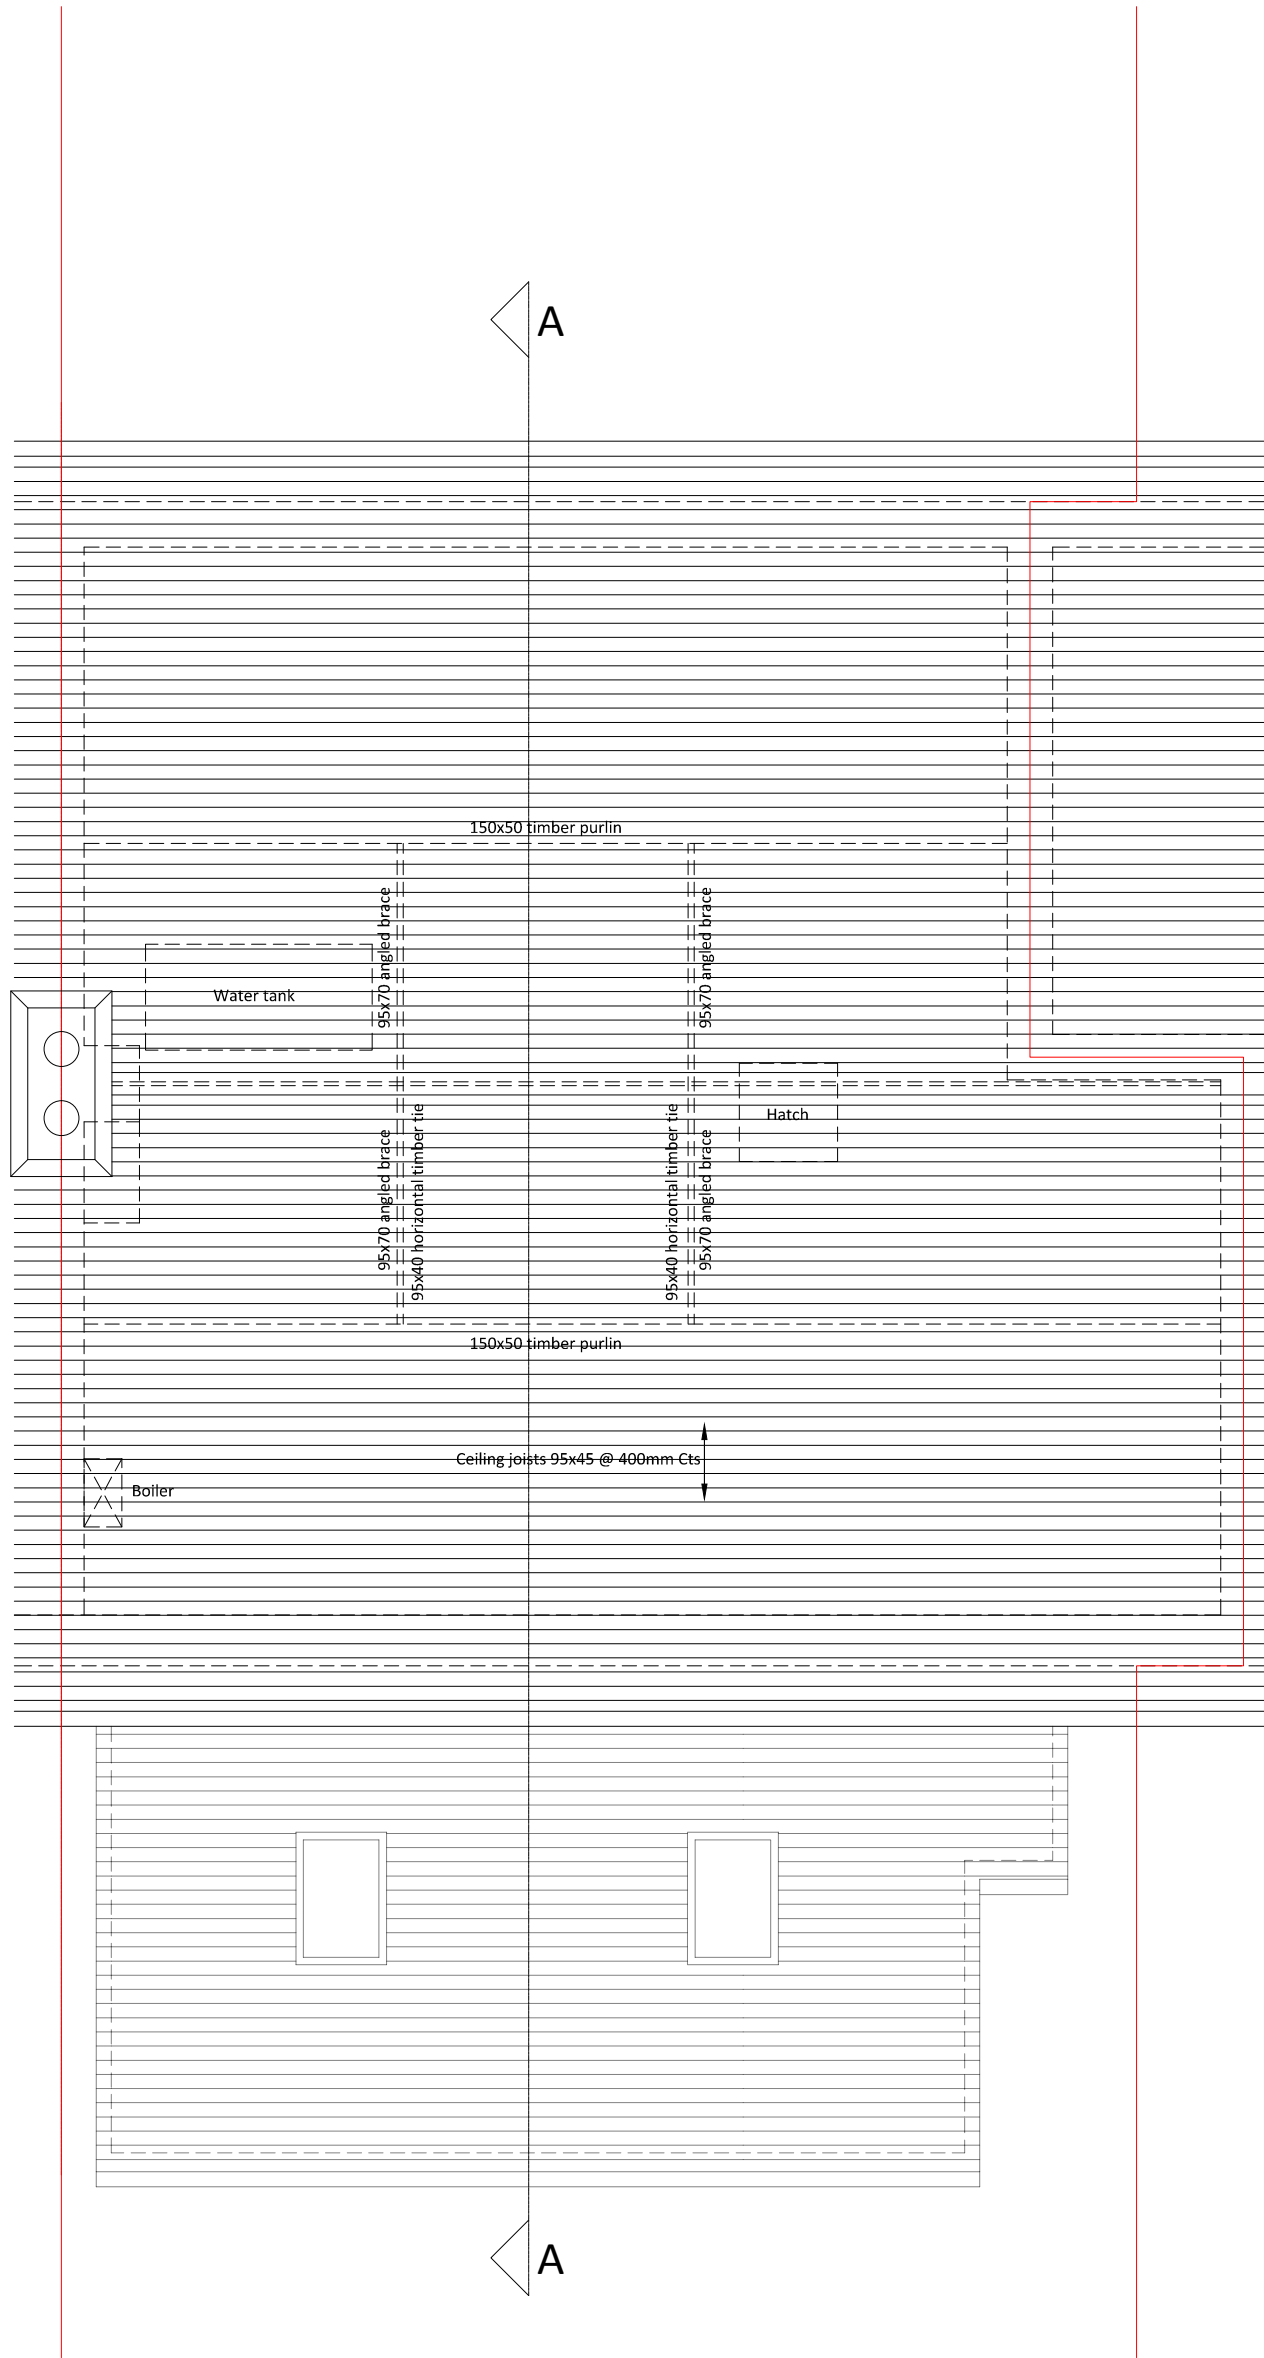 A
150x50 timber purlin
95x70 angled brace
95x70 angled brace
Water tank
Hatch
95x70 angled brace
95x40 horizontal timber tie
95x40 horizontal timber tie
95x70 angled brace
150x50 timber purlin
Ceiling joists 95x45 @ 400mm Cts
Boiler
A